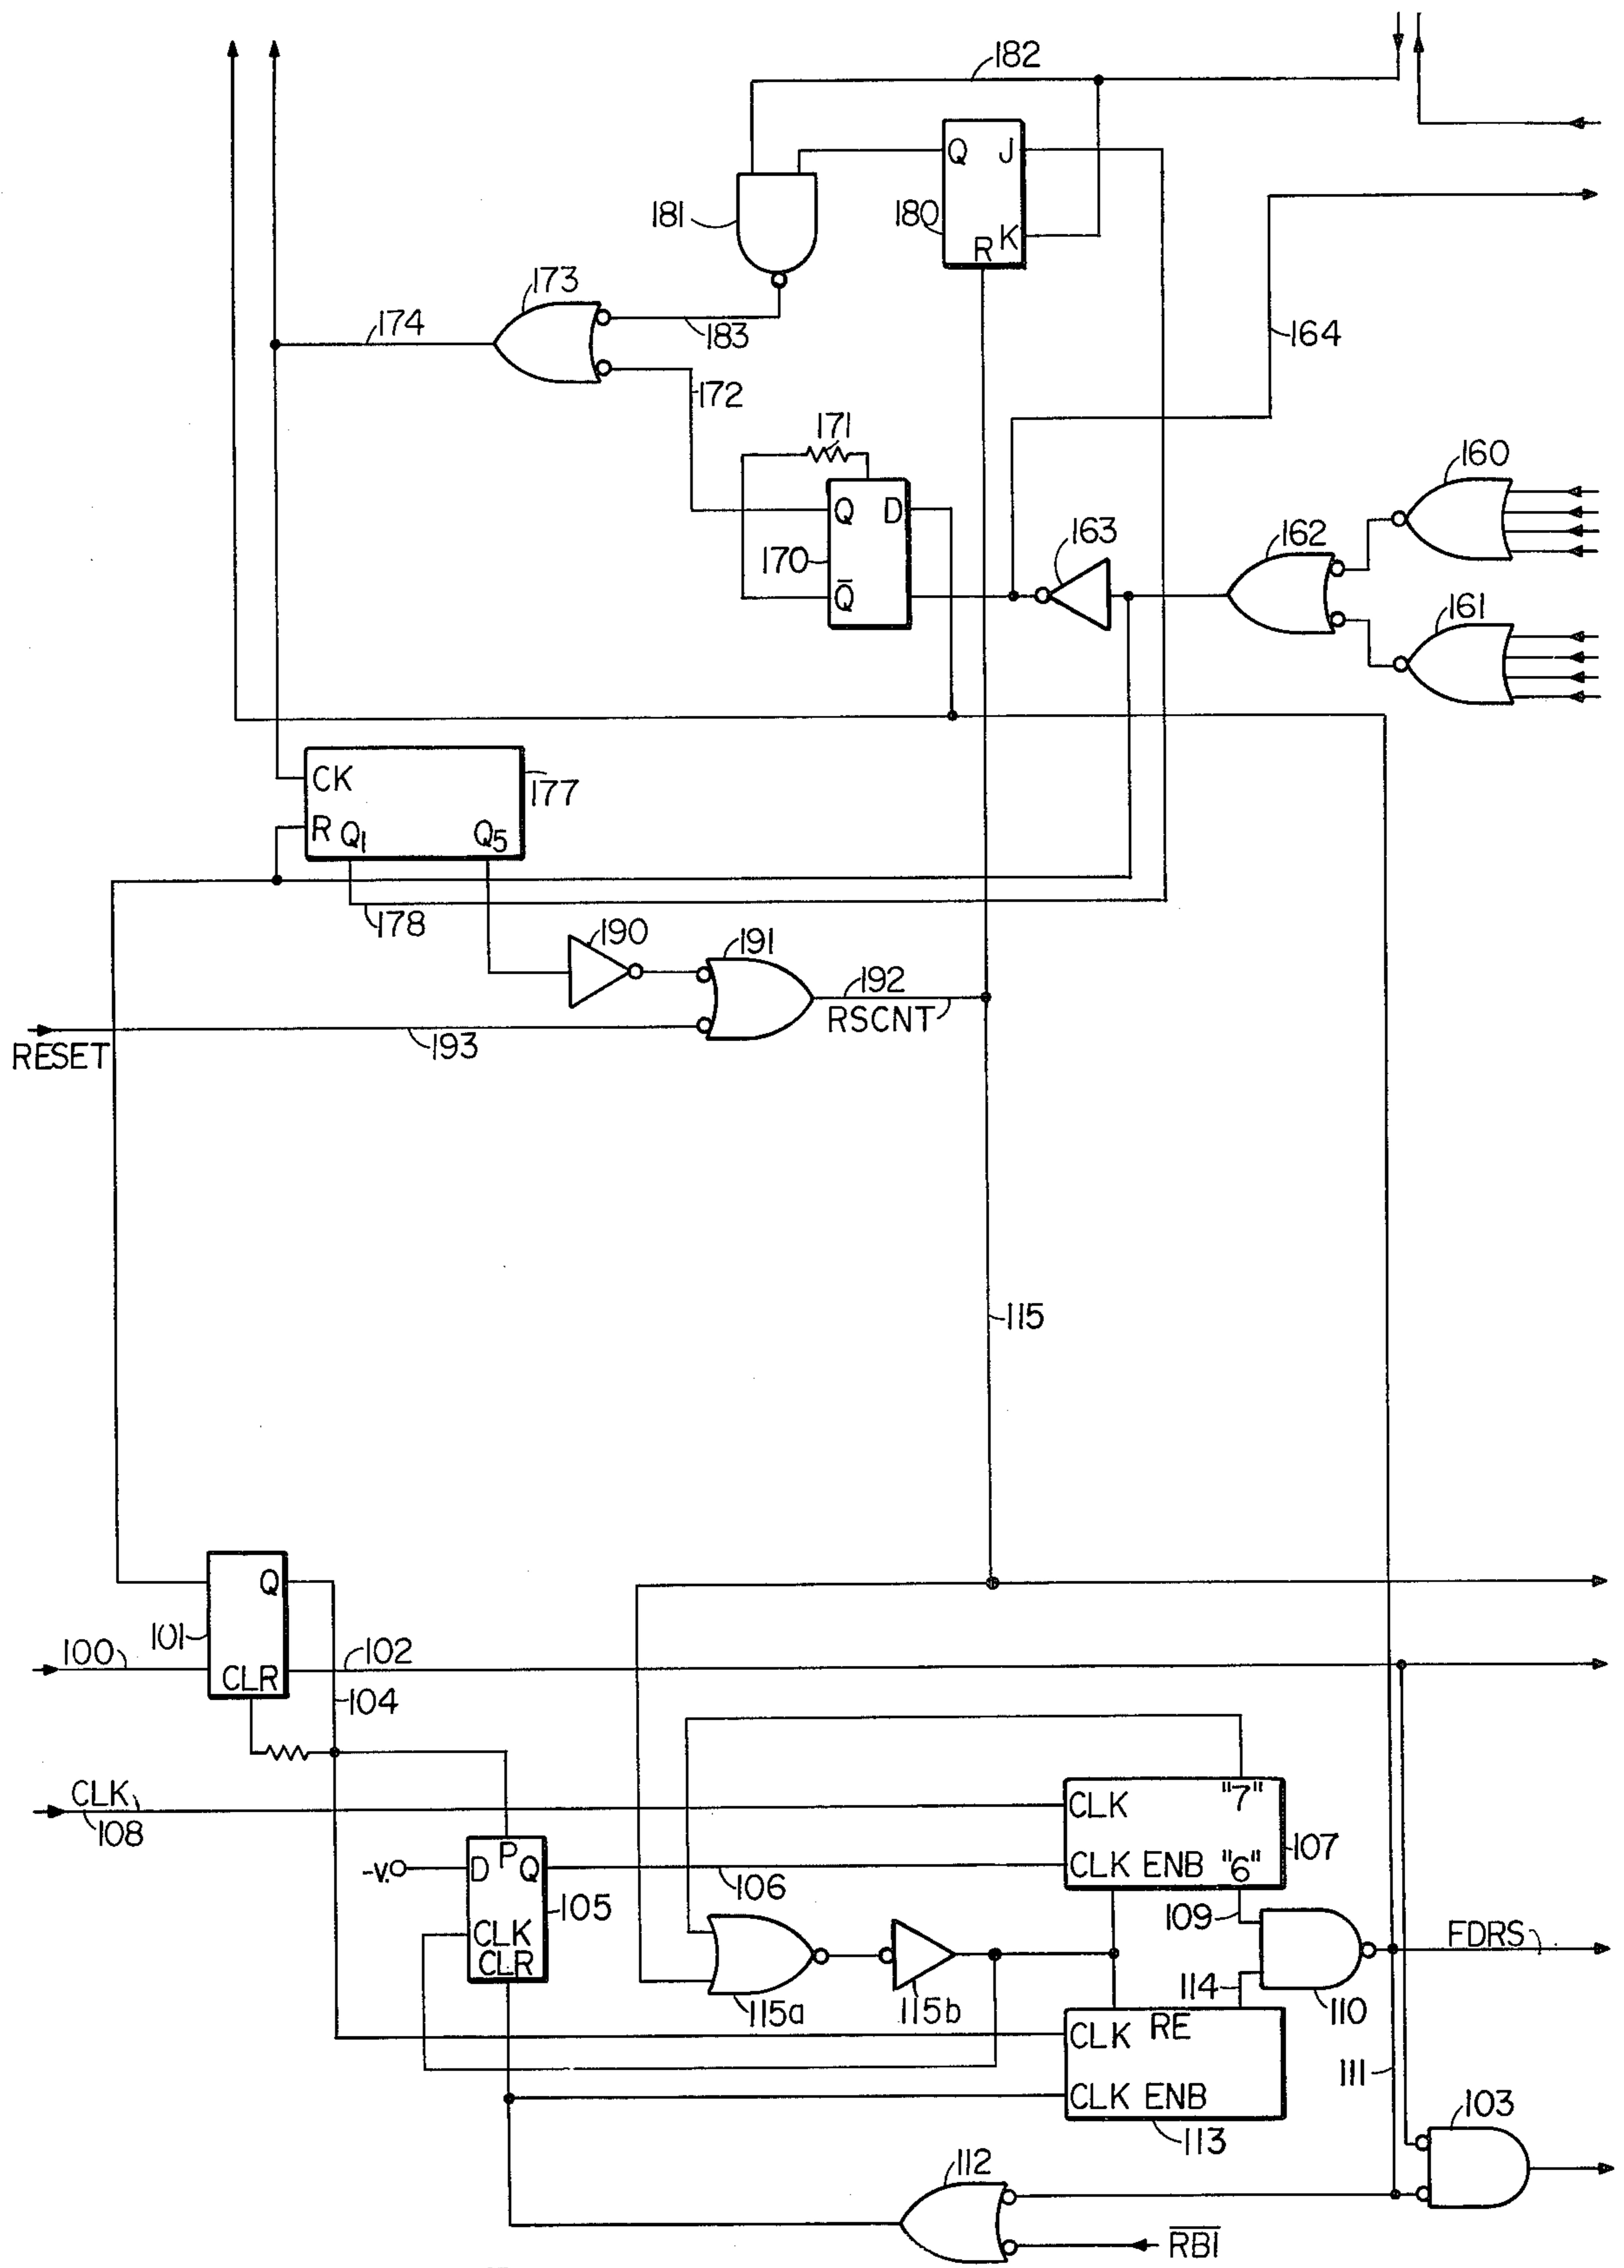 182
Q J
181
180
R K
173
174
183
164
172
171
160
Q D
163
162
170
Q̅
161
CK
177
R Q1 Q5
178
190
191
192
RSCNT
193
RESET
115
Q
101
100
102
CLR
104
CLK
"7"
108
CLK
107
-V
D P Q
CLK ENB "6"
106
105
109
CLK
FDRS
CLR
114
115a
115b
110
CLK R̅E̅
111
CLK ENB
103
113
112
R̅B̅I̅